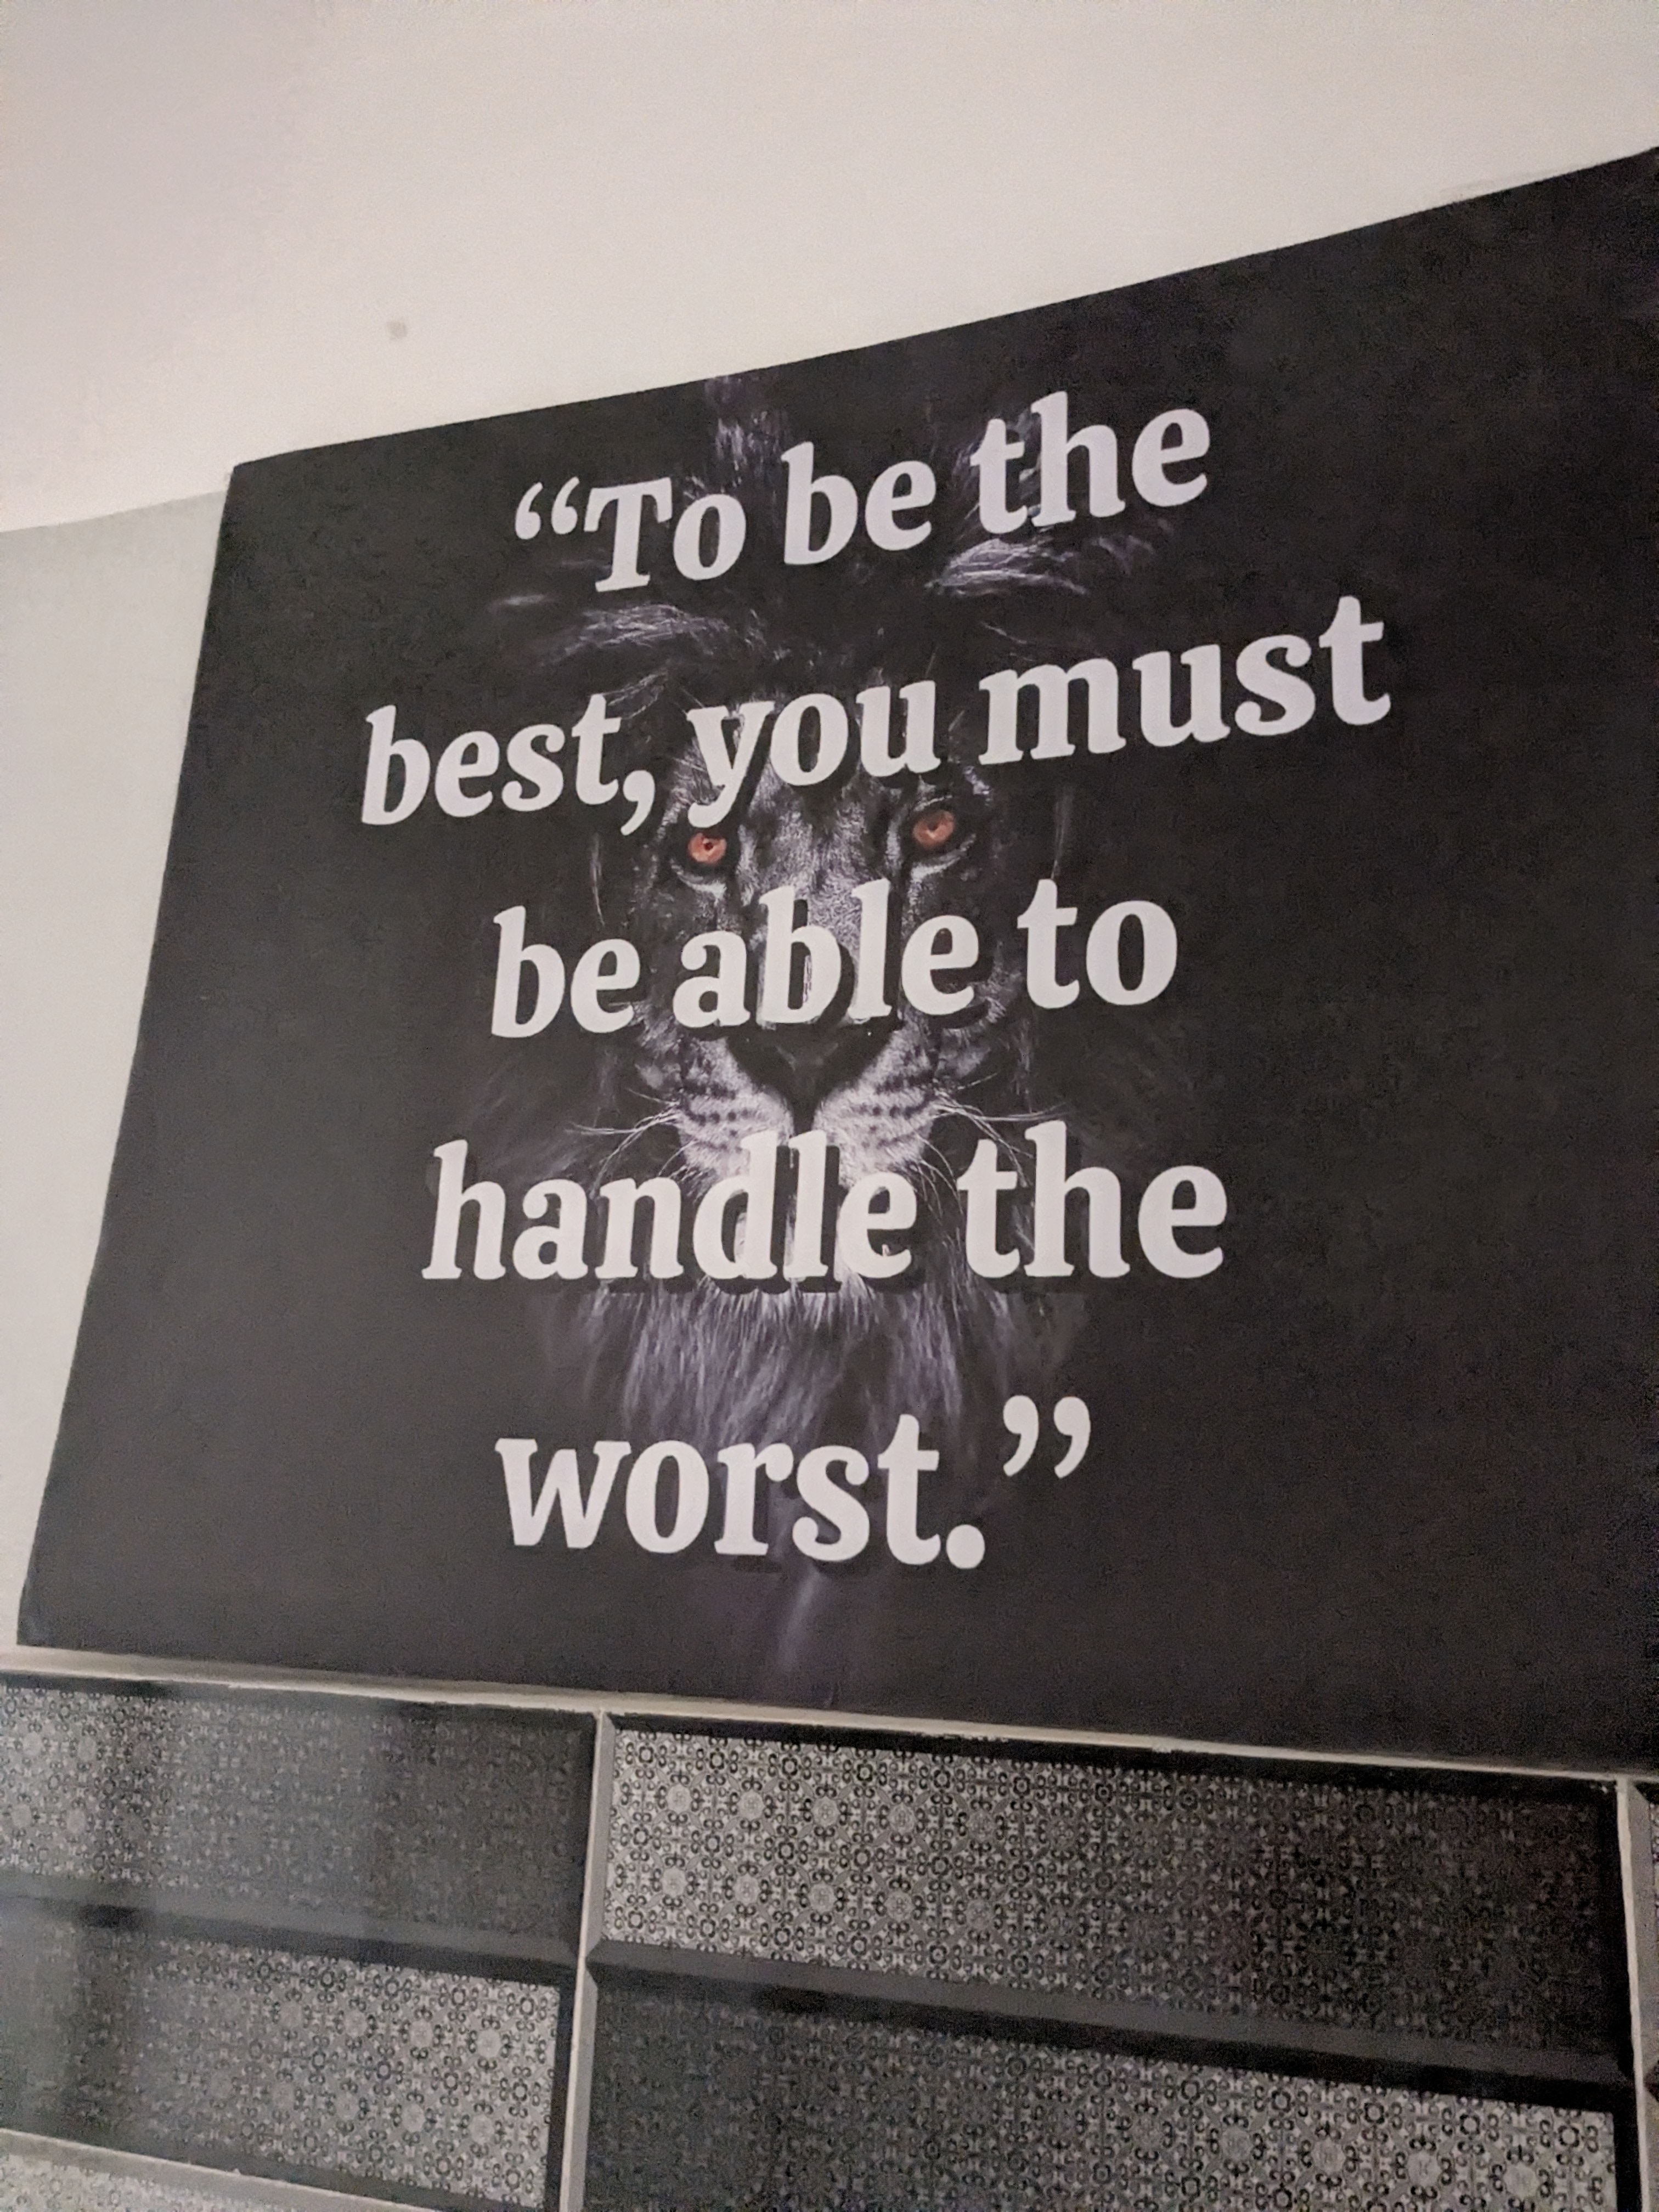 “To be the
best, you must
be able to
handle the
worst.”